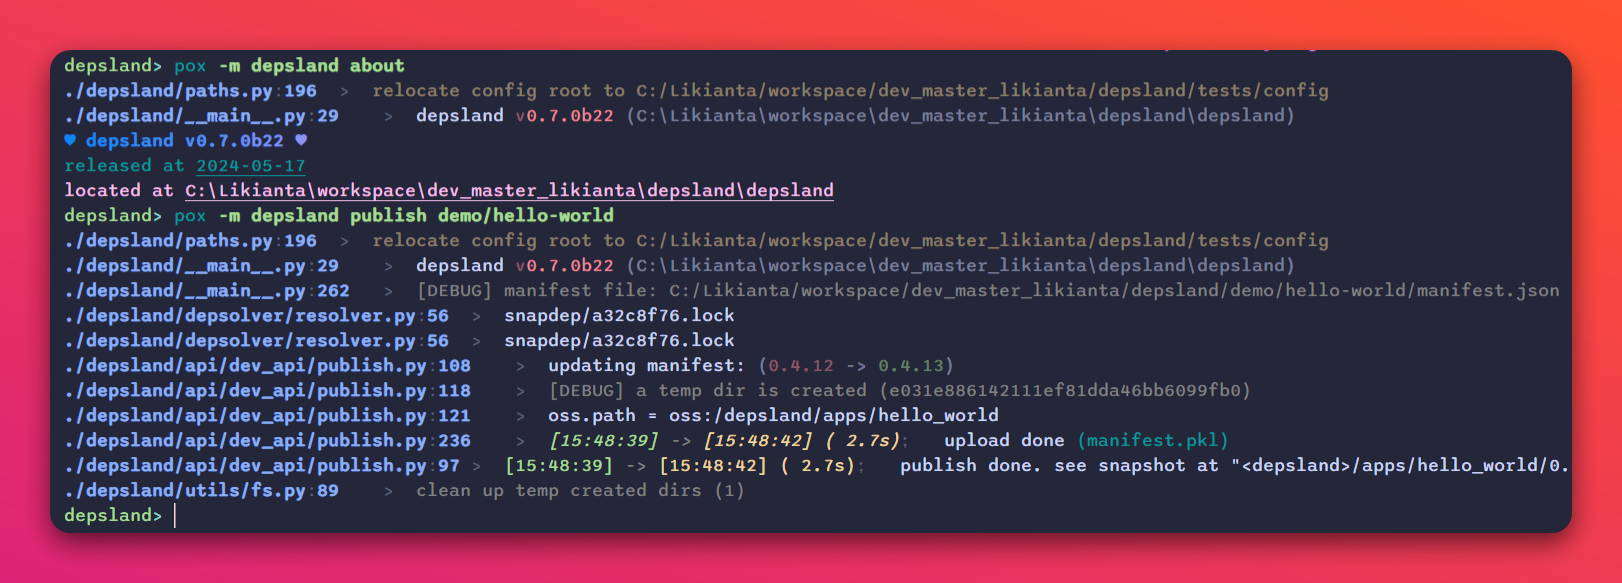 depsland> pox -m depsland about
./depsland/paths.py:196  >  relocate config root to C:/Likianta/workspace/dev_master_likianta/depsland/tests/config
./depsland/__main__.py:29    >  depsland v0.7.0b22 (C:\Likianta\workspace\dev_master_likianta\depsland\depsland)
♥ depsland v0.7.0b22 ♥
released at 2024-05-17
located at C:\Likianta\workspace\dev_master_likianta\depsland\depsland
depsland> pox -m depsland publish demo/hello-world
./depsland/paths.py:196  >  relocate config root to C:/Likianta/workspace/dev_master_likianta/depsland/tests/config
./depsland/__main__.py:29    >  depsland v0.7.0b22 (C:\Likianta\workspace\dev_master_likianta\depsland\depsland)
./depsland/__main__.py:262   >  [DEBUG] manifest file: C:/Likianta/workspace/dev_master_likianta/depsland/demo/hello-world/manifest.json
./depsland/depsolver/resolver.py:56  >  snapdep/a32c8f76.lock
./depsland/depsolver/resolver.py:56  >  snapdep/a32c8f76.lock
./depsland/api/dev_api/publish.py:108    >  updating manifest: (0.4.12 -> 0.4.13)
./depsland/api/dev_api/publish.py:118    >  [DEBUG] a temp dir is created (e031e886142111ef81dda46bb6099fb0)
./depsland/api/dev_api/publish.py:121    >  oss.path = oss:/depsland/apps/hello_world
./depsland/api/dev_api/publish.py:236    >  [15:48:39] -> [15:48:42] ( 2.7s);   upload done (manifest.pkl)
./depsland/api/dev_api/publish.py:97 >  [15:48:39] -> [15:48:42] ( 2.7s);   publish done. see snapshot at "<depsland>/apps/hello_world/0.
./depsland/utils/fs.py:89    >  clean up temp created dirs (1)
depsland>